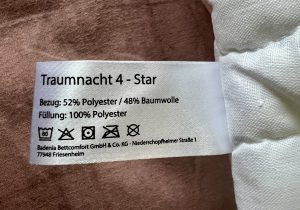 Traumnacht 4 - Star
Bezug: 52% Polyester / 48% Baumwolle
Füllung: 100% Polyester
60
Badenia Bettcomfort GmbH & Co. KG - Niederschopfheimer Straße 1
77948 Friesenheim